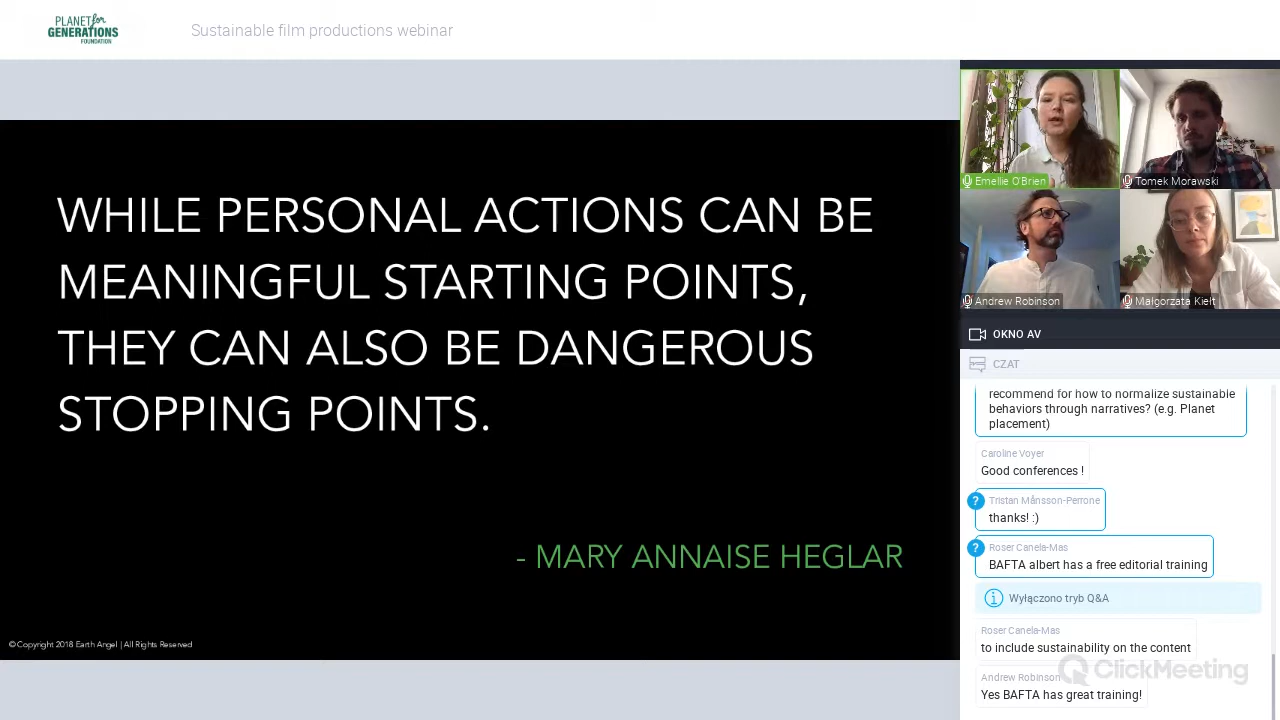 PLANET for
GENERATIONS
FOUNDATION
Sustainable film productions webinar
WHILE PERSONAL ACTIONS CAN BE
MEANINGFUL STARTING POINTS,
THEY CAN ALSO BE DANGEROUS
STOPPING POINTS.
- MARY ANNAISE HEGLAR
© Copyright 2018 Earth Angel | All Rights Reserved
Emellie O'Brien
Tomek Morawski
Andrew Robinson
Małgorzata Kiełt
OKNO AV
CZAT
recommend for how to normalize sustainable
behaviors through narratives? (e.g. Planet
placement)
Caroline Voyer
Good conferences !
? Tristan Månsson-Perrone
thanks! :)
? Roser Canela-Mas
BAFTA albert has a free editorial training
Wyłączono tryb Q&A
Roser Canela-Mas
to include sustainability on the content
ClickMeeting
Andrew Robinson
Yes BAFTA has great training!